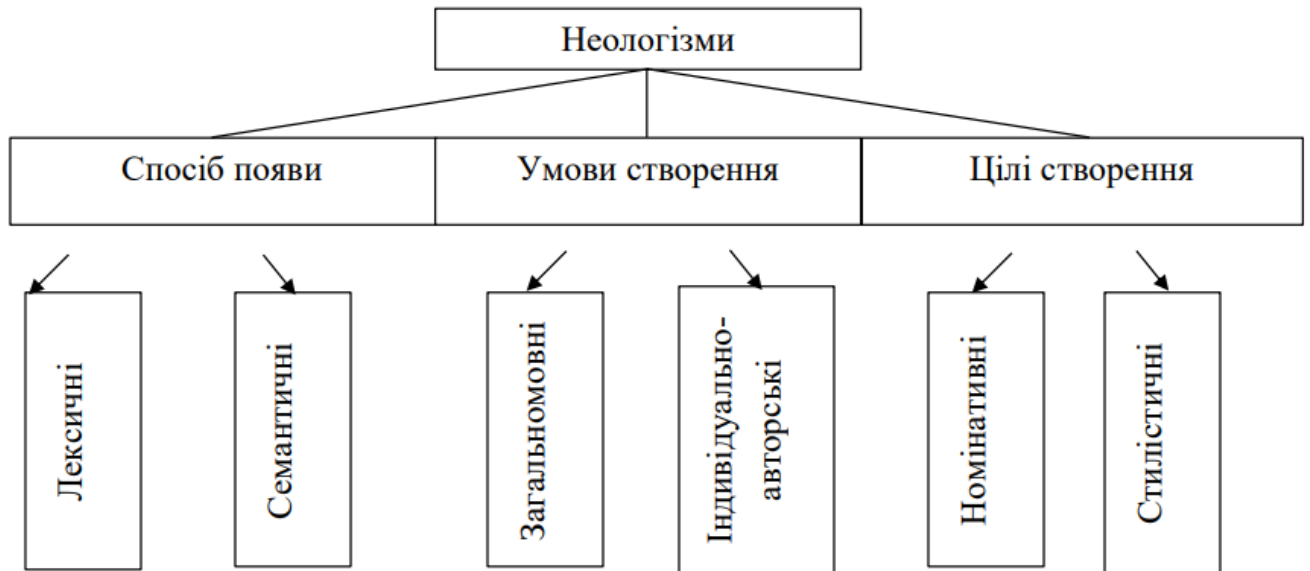 Неологізми
Спосіб появи
Умови створення
Цілі створення
Лексичні
Семантичні
Загальномовні
Індивідуально-
авторські
Номінативні
Стилістичні